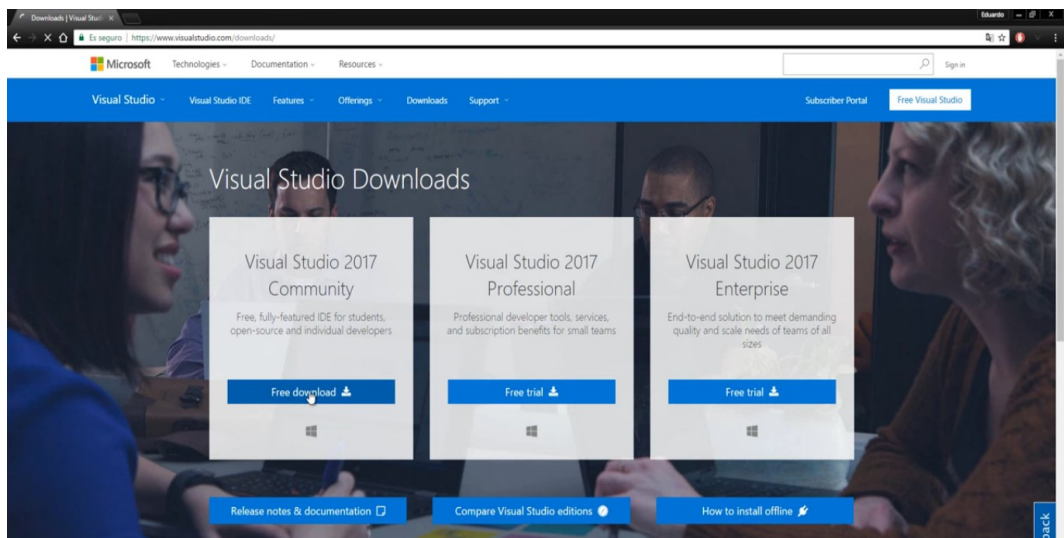 Downloads | Visual Studi
Eduardo
Es seguro | https://www.visualstudio.com/downloads/
Microsoft Technologies Documentation Resources Sign in
Visual Studio Visual Studio IDE Features Offerings Downloads Support Subscriber Portal Free Visual Studio
Visual Studio Downloads
Visual Studio 2017
Community
Free, fully-featured IDE for students,
open-source and individual developers
Free download
Visual Studio 2017
Professional
Professional developer tools, services,
and subscription benefits for small teams
Free trial
Visual Studio 2017
Enterprise
End-to-end solution to meet demanding
quality and scale needs of teams of all
sizes
Free trial
Release notes & documentation
Compare Visual Studio editions
How to install offline
back